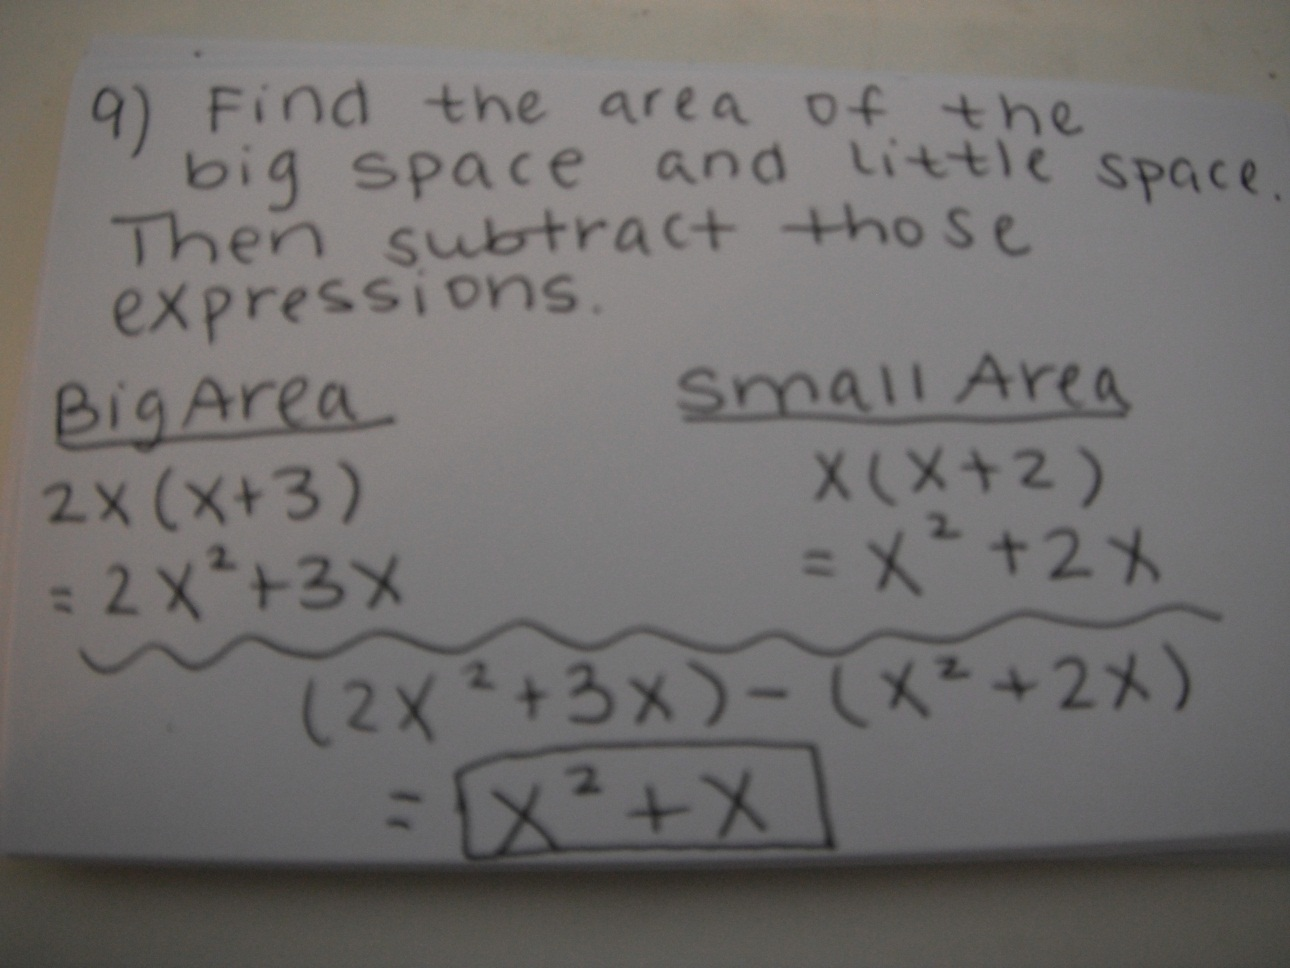 9) Find the area of the
big space and little space.
Then subtract those
expressions.
Big Area
2x(x+3)
= 2x²+3x
Small Area
x(x+2)
= x² +2x
(2x²+3x)-(x²+2x)
= x²+x